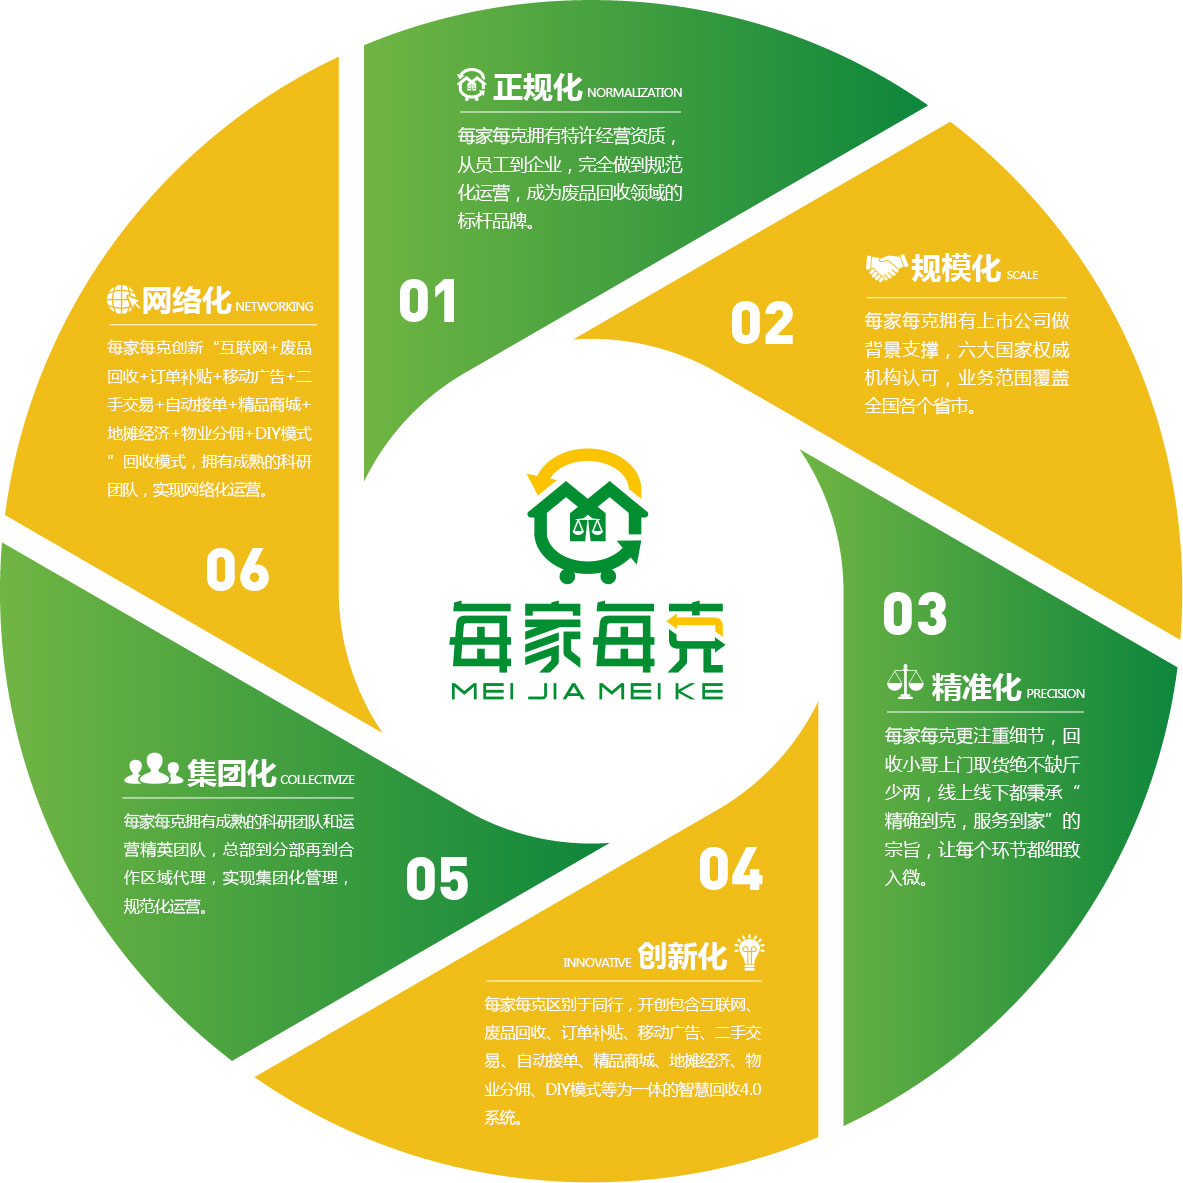 正规化 NORMALIZATION
每家每克拥有特许经营资质，
从员工到企业，完全做到规范
化运营，成为废品回收领域的
标杆品牌。
01
规模化 SCALE
02
每家每克拥有上市公司做
背景支撑，六大国家权威
机构认可，业务范围覆盖
全国各个省市。
03
精准化 PRECISION
每家每克更注重细节，回
收小哥上门取货绝不缺斤
少两，线上线下都秉承“
精确到克，服务到家”的
宗旨，让每个环节都细致
入微。
04
INNOVATIVE 创新化
每家每克区别于同行，开创包含互联网、
废品回收、订单补贴、移动广告、二手交
易、自动接单、精品商城、地摊经济、物
业分佣、DIY模式等为一体的智慧回收4.0
系统。
集团化 COLLECTIVIZE
每家每克拥有成熟的科研团队和运
营精英团队，总部到分部再到合
作区域代理，实现集团化管理，
规范化运营。
05
网络化 NETWORKING
每家每克创新“互联网+废品
回收+订单补贴+移动广告+二
手交易+自动接单+精品商城+
地摊经济+物业分佣+DIY模式
”回收模式，拥有成熟的科研
团队，实现网络化运营。
06
每家每克
MEI JIA MEI KE